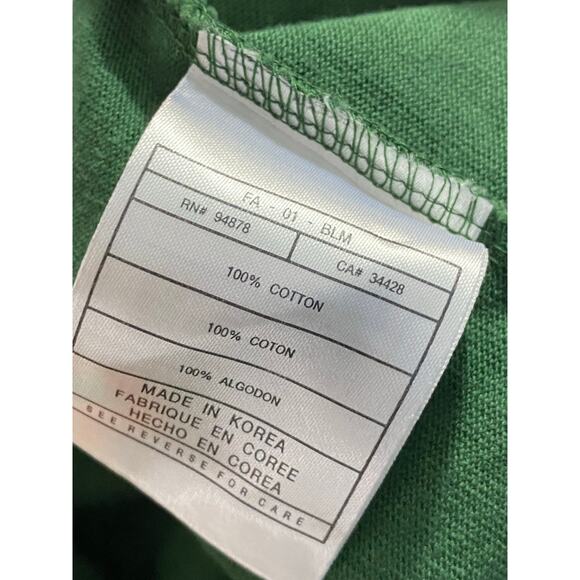 FA - 01 - BLM
RN# 94878 CA# 34428
100% COTTON
100% COTON
100% ALGODON
MADE IN KOREA
FABRIQUE EN COREE
HECHO EN COREA
SEE REVERSE FOR CARE